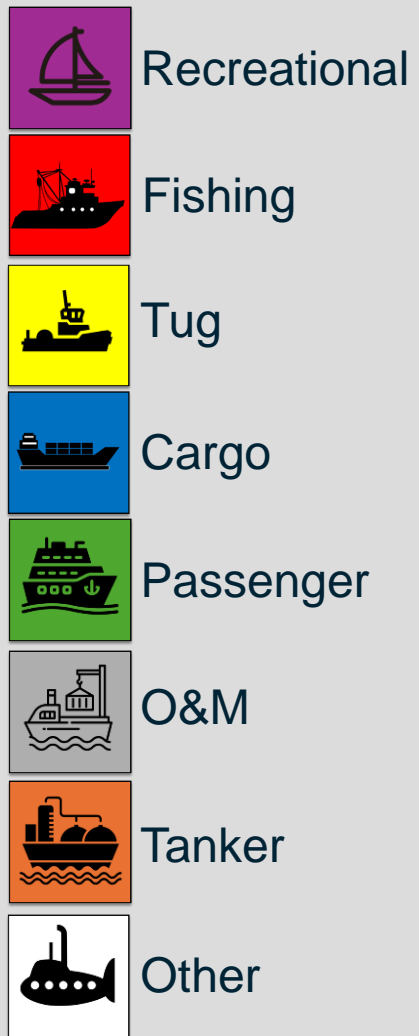 Recreational
Fishing
Tug
Cargo
Passenger
O&M
Tanker
Other